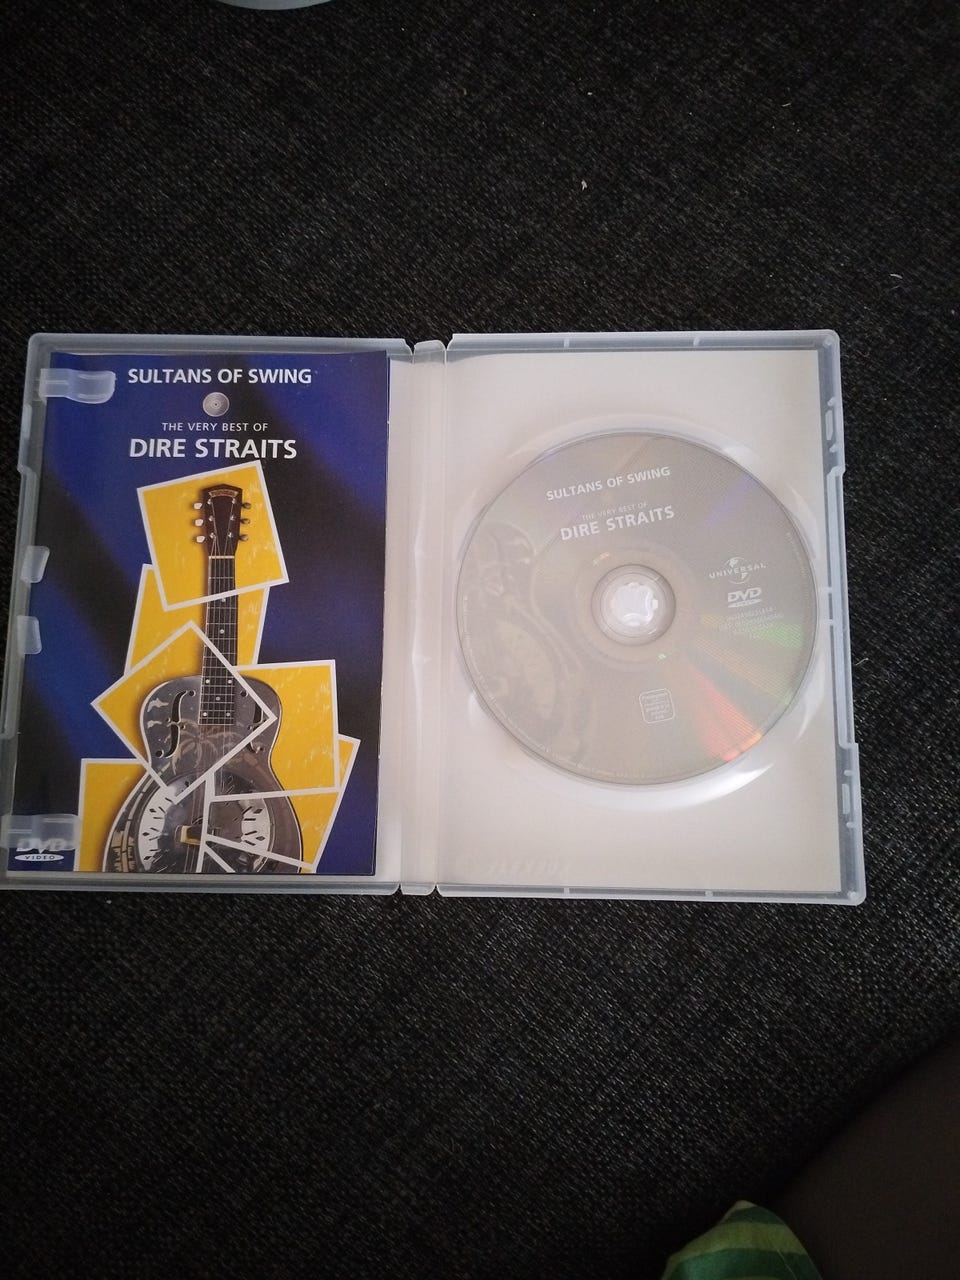 SULTANS OF SWING
THE VERY BEST OF
DIRE STRAITS
DVD
VIDEO
SULTANS OF SWING
THE VERY BEST OF
DIRE STRAITS
UNIVERSAL
DVD
VIDEO